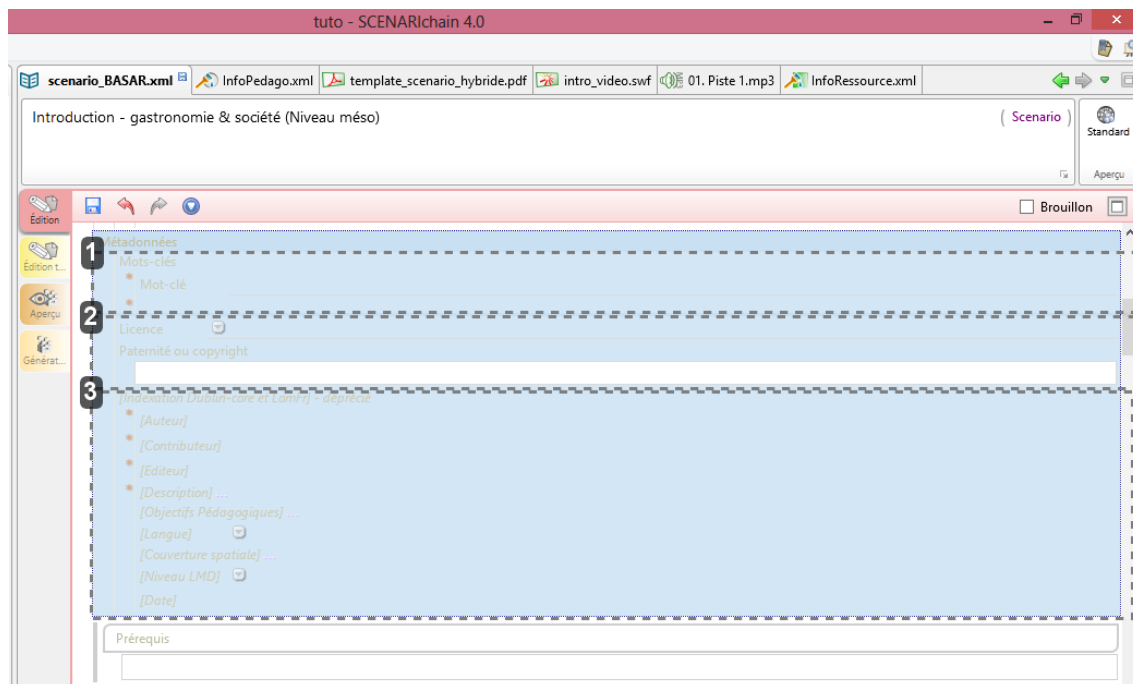 tuto - SCENARIchain 4.0
scenario_BASAR.xml InfoPedago.xml template_scenario_hybride.pdf intro_video.swf 01. Piste 1.mp3 InfoRessource.xml
Introduction - gastronomie & société (Niveau méso) ( Scenario )
Standard
Aperçu
Édition
Brouillon
Édition t...
Aperçu
Générat...
1
Métadonnées
Mots-clés
* Mot-clé
*
2
Licence
Paternité ou copyright
3
[Indexation Dublin-core et LomFr] - déprécié
* [Auteur]
* [Contributeur]
* [Editeur]
* [Description] ...
[Objectifs Pédagogiques] ...
[Langue]
[Couverture spatiale] ...
[Niveau LMD]
[Date]
Prérequis